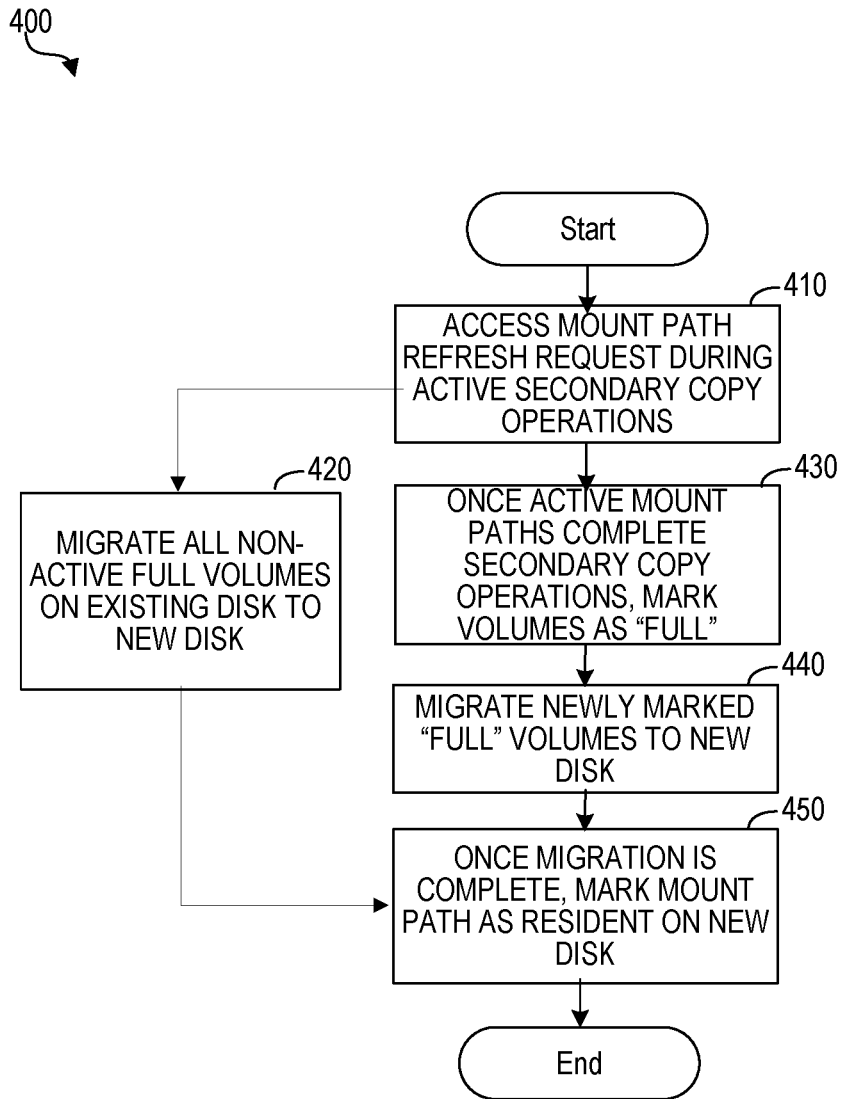 400
Start
410
ACCESS MOUNT PATH
REFRESH REQUEST DURING
ACTIVE SECONDARY COPY
OPERATIONS
420
MIGRATE ALL NON-
ACTIVE FULL VOLUMES
ON EXISTING DISK TO
NEW DISK
430
ONCE ACTIVE MOUNT
PATHS COMPLETE
SECONDARY COPY
OPERATIONS, MARK
VOLUMES AS “FULL”
440
MIGRATE NEWLY MARKED
“FULL” VOLUMES TO NEW
DISK
450
ONCE MIGRATION IS
COMPLETE, MARK MOUNT
PATH AS RESIDENT ON NEW
DISK
End